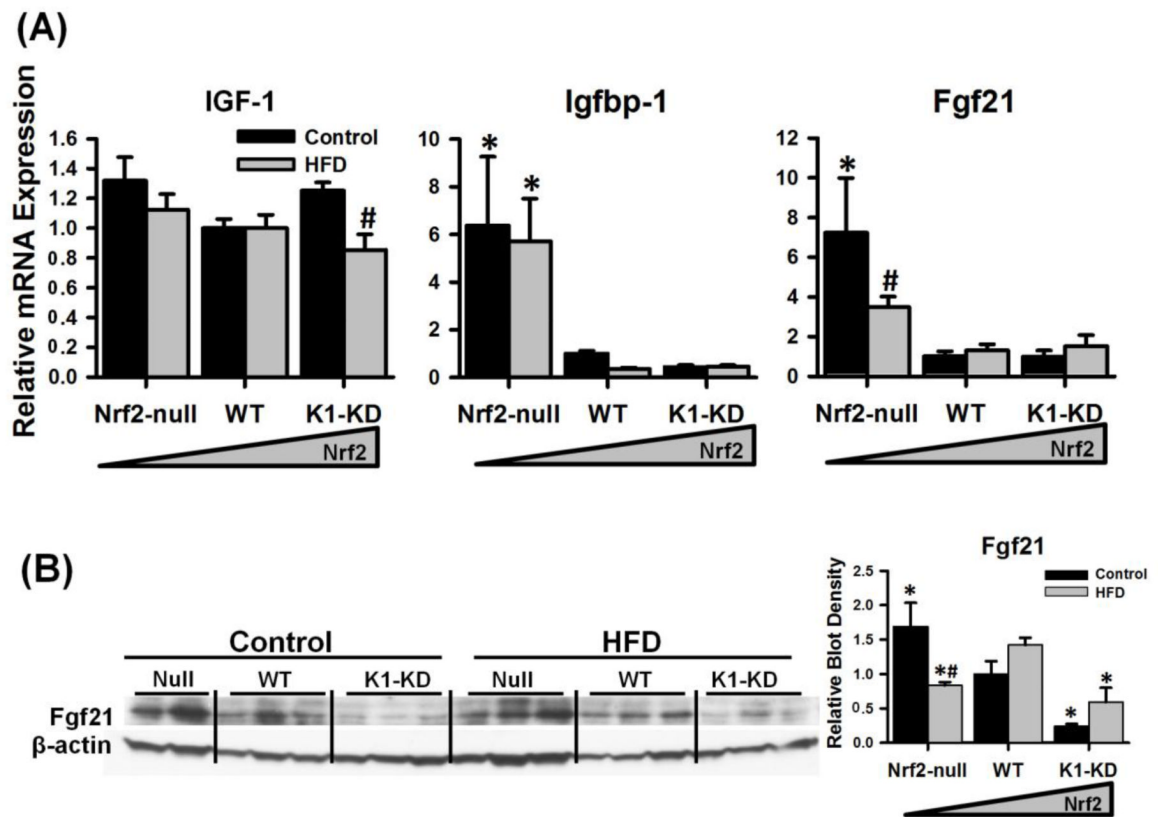 (A)
IGF-1
Igfbp-1
Fgf21
Relative mRNA Expression
1.6
1.4
1.2
1.0
0.8
0.6
0.4
0.2
0.0
Control
HFD
#
Nrf2-null WT K1-KD
Nrf2
10
8
6
4
2
0
* *
Nrf2-null WT K1-KD
Nrf2
12
10
8
6
4
2
0
*
#
Nrf2-null WT K1-KD
Nrf2
(B)
Control HFD
Null WT K1-KD Null WT K1-KD
Fgf21
β-actin
Fgf21
Relative Blot Density
2.5
2.0
1.5
1.0
0.5
0.0
Control
HFD
*
*#
*
*
Nrf2-null WT K1-KD
Nrf2